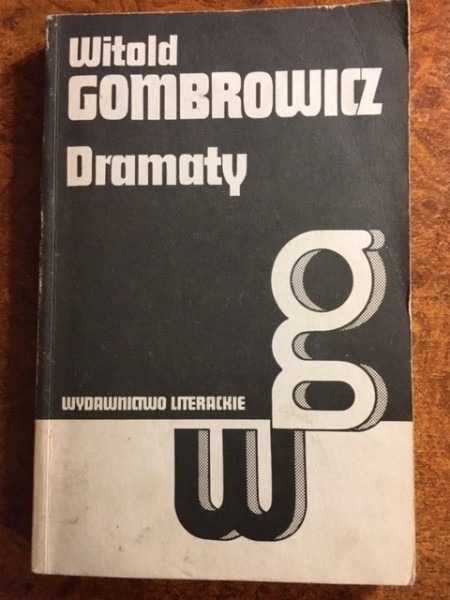 Witold
GOMBROWICZ
Dramaty
WYDAWNICTWO LITERACKIE
g
w